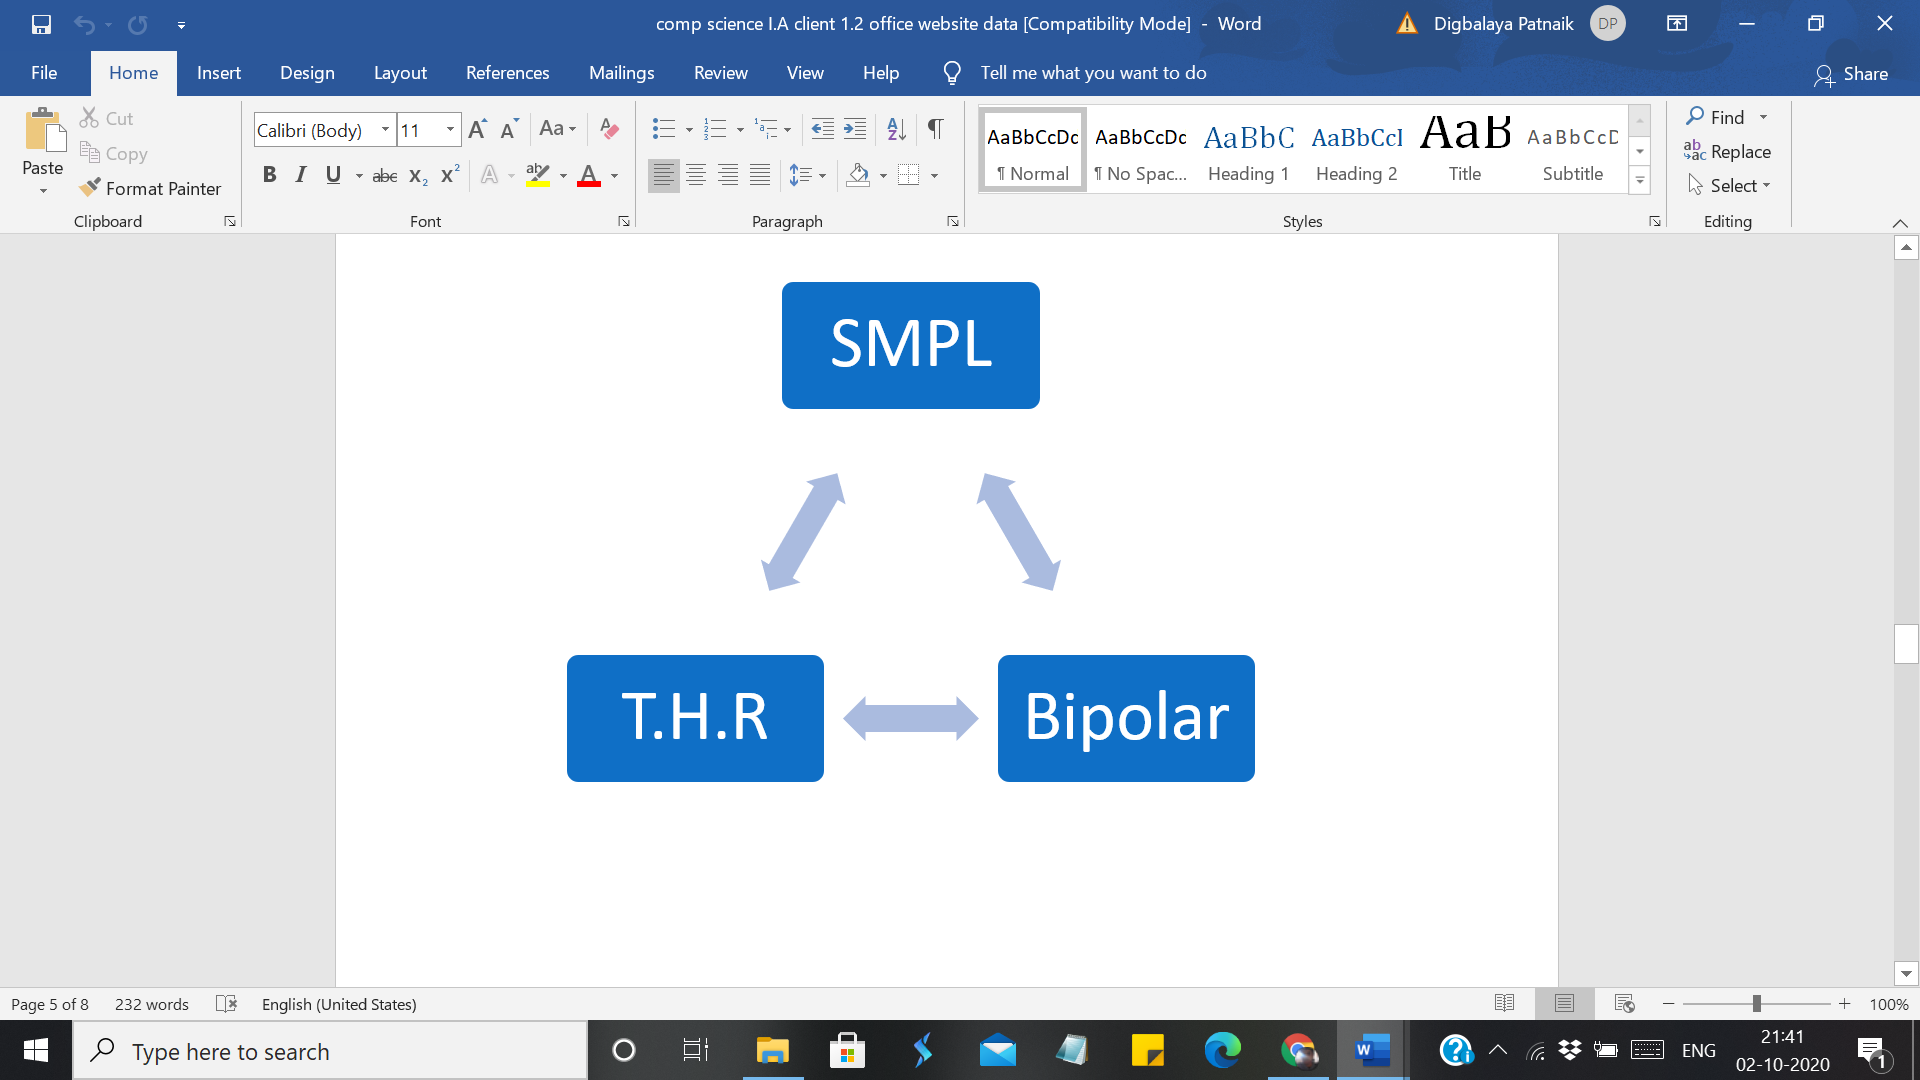 comp science I.A client 1.2 office website data [Compatibility Mode] - Word
Digbalaya Patnaik DP
File Home Insert Design Layout References Mailings Review View Help Tell me what you want to do Share
Paste
Cut
Copy
Format Painter
Clipboard
Calibri (Body) 11
Font
Paragraph
AaBbCcDc AaBbCcDc AaBbC AaBbCcI AaB AaBbCcD
¶ Normal ¶ No Spac... Heading 1 Heading 2 Title Subtitle
Styles
Find
Replace
Select
Editing
SMPL
T.H.R Bipolar
Page 5 of 8 232 words English (United States) 100%
Type here to search
ENG
21:41
02-10-2020
1